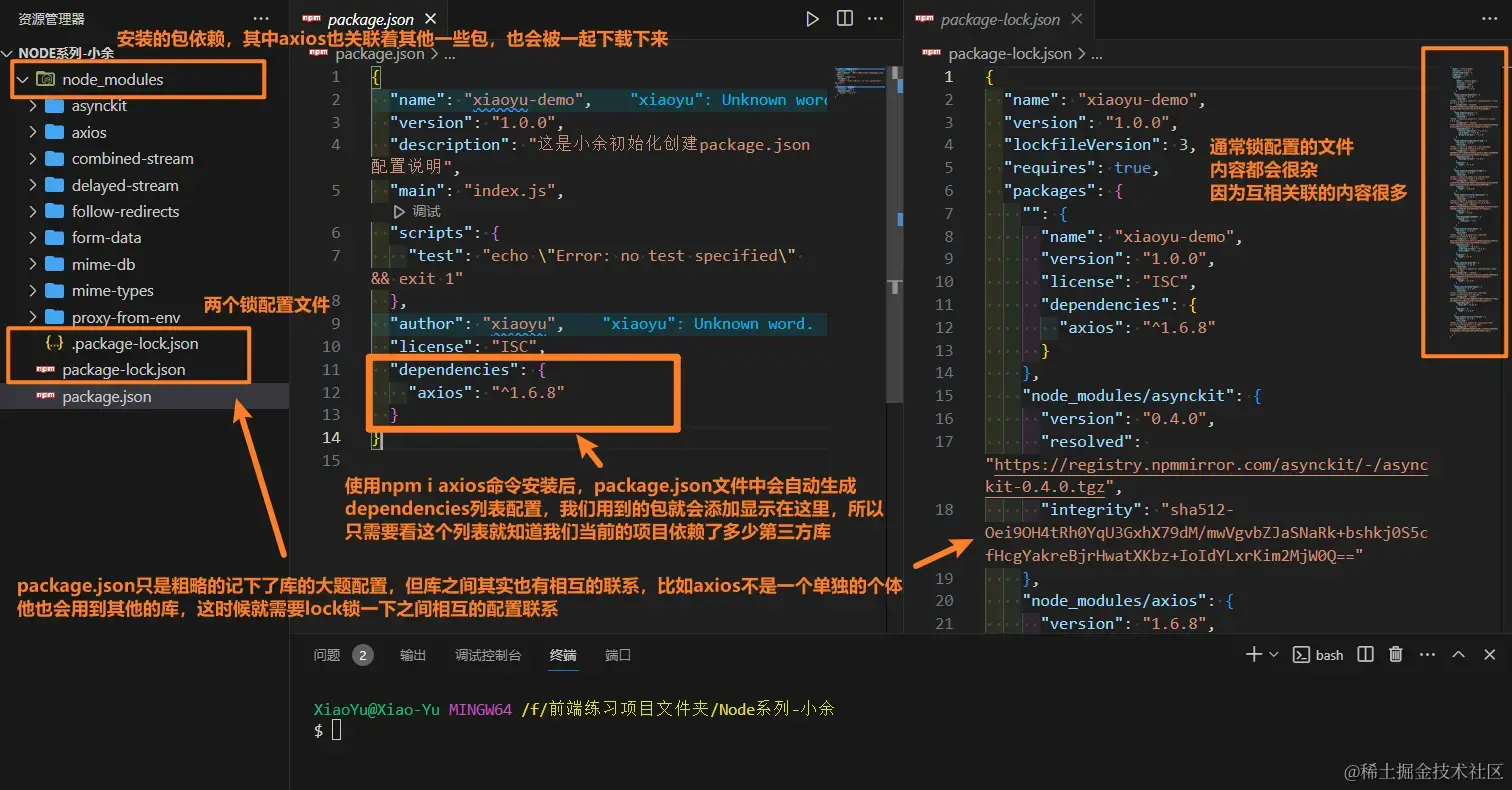 资源管理器
NODE系列-小余
node_modules
asynckit
axios
combined-stream
delayed-stream
follow-redirects
form-data
mime-db
mime-types
proxy-from-env
.package-lock.json
package-lock.json
package.json
安装的包依赖，其中axios也关联着其他一些包，也会被一起下载下来
两个锁配置文件
package.json只是粗略的记下了库的大题配置，但库之间其实也有相互的联系，比如axios不是一个单独的个体
他也会用到其他的库，这时候就需要lock锁一下之间相互的配置联系
npm package.json
npm package.json > ...
1 {
2 "name": "xiaoyu-demo", "xiaoyu": Unknown word
3 "version": "1.0.0",
4 "description": "这是小余初始化创建package.json
配置说明",
5 "main": "index.js",
调试
6 "scripts": {
7 "test": "echo \"Error: no test specified\"
&& exit 1"
8 },
9 "author": "xiaoyu", "xiaoyu": Unknown word.
10 "license": "ISC",
11 "dependencies": {
12 "axios": "^1.6.8"
13 }
14 }
15
使用npm i axios命令安装后，package.json文件中会自动生成
dependencies列表配置，我们用到的包就会添加显示在这里，所以
只需要看这个列表就知道我们当前的项目依赖了多少第三方库
npm package-lock.json
npm package-lock.json > ...
1 {
2 "name": "xiaoyu-demo",
3 "version": "1.0.0",
4 "lockfileVersion": 3,
5 "requires": true,
6 "packages": {
7 "": {
8 "name": "xiaoyu-demo",
9 "version": "1.0.0",
10 "license": "ISC",
11 "dependencies": {
12 "axios": "^1.6.8"
13 }
14 },
15 "node_modules/asynckit": {
16 "version": "0.4.0",
17 "resolved":
"https://registry.npmmirror.com/asynckit/-/async
kit-0.4.0.tgz",
18 "integrity": "sha512-
Oei9OH4tRh0YqU3GxhX79dM/mwVgvbZJaSNaRk+bshkj0S5c
fHcgYakreBjrHwatXKbz+IoIdYLxrKim2MjW0Q=="
19 },
20 "node_modules/axios": {
21 "version": "1.6.8",
通常锁配置的文件
内容都会很杂
因为互相关联的内容很多
问题 2 输出 调试控制台 终端 端口
bash
XiaoYu@Xiao-Yu MINGW64 /f/前端练习项目文件夹/Node系列-小余
$
@稀土掘金技术社区